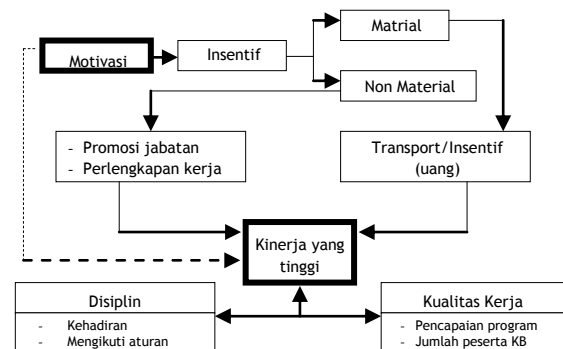 Matrial
Motivasi
Insentif
Non Material
- Promosi jabatan
- Perlengkapan kerja
Transport/Insentif
(uang)
Kinerja yang
tinggi
Disiplin
- Kehadiran
- Mengikuti aturan
Kualitas Kerja
- Pencapaian program
- Jumlah peserta KB